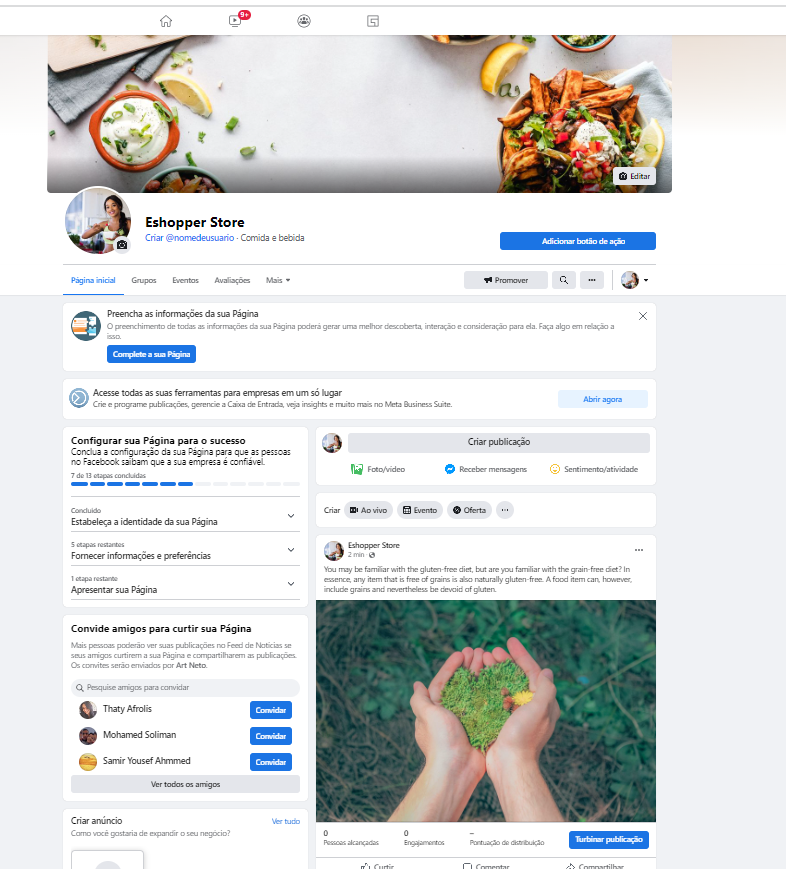 9+
Editar
Eshopper Store
Criar @nomedeusuario · Comida e bebida
Adicionar botão de ação
Página inicial
Grupos
Eventos
Avaliações
Mais
Promover
Preencha as informações da sua Página
O preenchimento de todas as informações da sua Página poderá gerar uma melhor descoberta, interação e consideração para ela. Faça algo em relação a
isso.
Complete a sua Página
Acesse todas as suas ferramentas para empresas em um só lugar
Crie e programe publicações, gerencie a Caixa de Entrada, veja insights e muito mais no Meta Business Suite.
Abrir agora
Configurar sua Página para o sucesso
Conclua a configuração da sua Página para que as pessoas
no Facebook saibam que a sua empresa é confiável.
7 de 13 etapas concluídas
Concluído
Estabeleça a identidade da sua Página
5 etapas restantes
Fornecer informações e preferências
1 etapa restante
Apresentar sua Página
Convide amigos para curtir sua Página
Mais pessoas poderão ver suas publicações no Feed de Notícias se
seus amigos curtirem a sua Página e compartilharem as publicações.
Os convites serão enviados por Art Neto.
Pesquise amigos para convidar
Thaty Afrolis
Convidar
Mohamed Soliman
Convidar
Samir Yousef Ahmmed
Convidar
Ver todos os amigos
Criar anúncio
Ver tudo
Como você gostaria de expandir o seu negócio?
Criar publicação
Foto/vídeo
Receber mensagens
Sentimento/atividade
Criar
Ao vivo
Evento
Oferta
Eshopper Store
2 min ·
You may be familiar with the gluten-free diet, but are you familiar with the grain-free diet? In
essence, any item that is free of grains is also naturally gluten-free. A food item can, however,
include grains and nevertheless be devoid of gluten.
0
Pessoas alcançadas
0
Engajamentos
--
Pontuação de distribuição
Turbinar publicação
Curtir
Comentar
Compartilhar